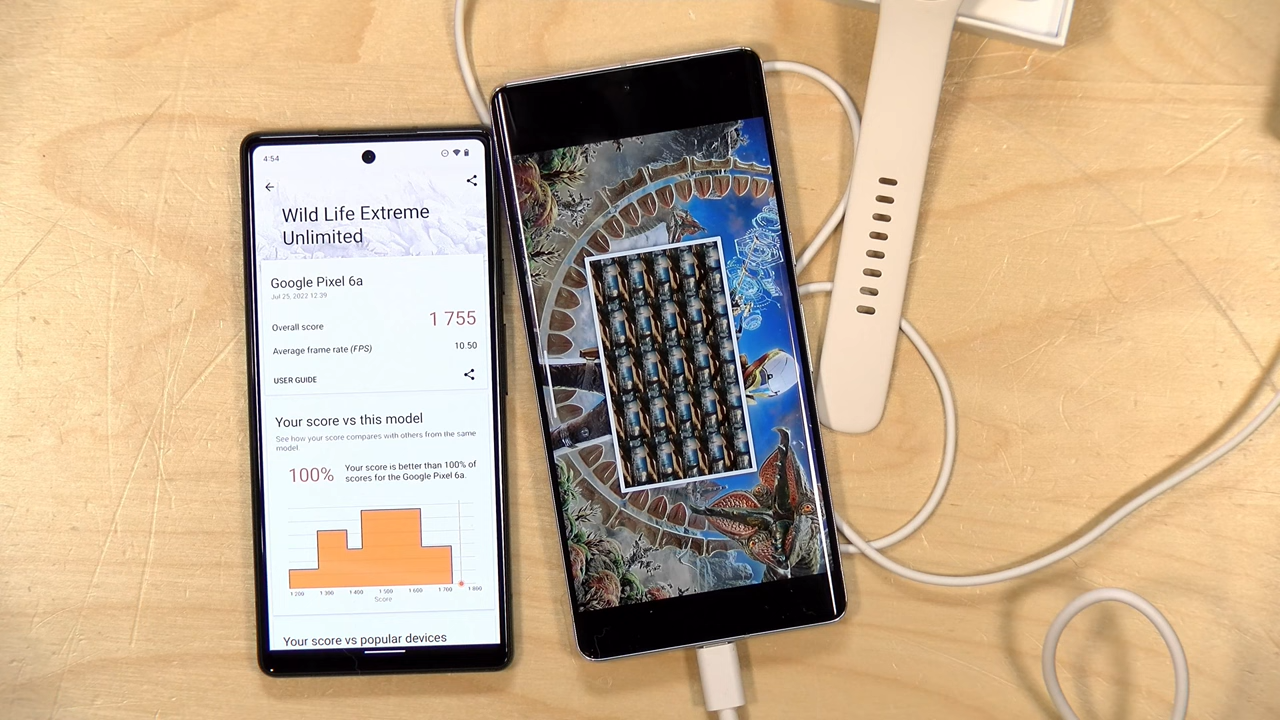 4:54
Wild Life Extreme
Unlimited
Google Pixel 6a
Jul 25, 2022 12:39
Overall score
1 755
Average frame rate (FPS)
10.50
USER GUIDE
Your score vs this model
See how your score compares with others from the same
model.
100%
Your score is better than 100% of
scores for the Google Pixel 6a.
1 200 1 300 1 400 1 500 1 600 1 700 1 800
Score
Your score vs popular devices
P